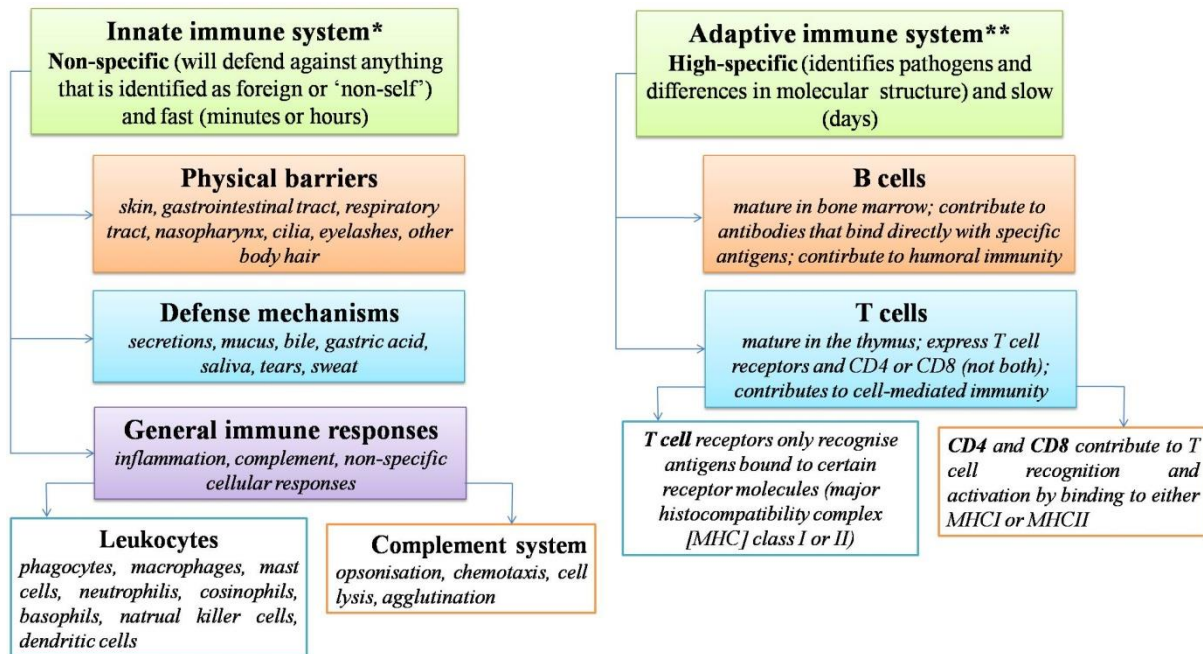 Innate immune system*
Non-specific (will defend against anything
that is identified as foreign or ‘non-self’)
and fast (minutes or hours)
Physical barriers
skin, gastrointestinal tract, respiratory
tract, nasopharynx, cilia, eyelashes, other
body hair
Defense mechanisms
secretions, mucus, bile, gastric acid,
saliva, tears, sweat
General immune responses
inflammation, complement, non-specific
cellular responses
Leukocytes
phagocytes, macrophages, mast
cells, neutrophilis, cosinophils,
basophils, natrual killer cells,
dendritic cells
Complement system
opsonisation, chemotaxis, cell
lysis, agglutination
Adaptive immune system**
High-specific (identifies pathogens and
differences in molecular structure) and slow
(days)
B cells
mature in bone marrow; contribute to
antibodies that bind directly with specific
antigens; contirbute to humoral immunity
T cells
mature in the thymus; express T cell
receptors and CD4 or CD8 (not both);
contributes to cell-mediated immunity
T cell receptors only recognise
antigens bound to certain
receptor molecules (major
histocompatibility complex
[MHC] class I or II)
CD4 and CD8 contribute to T
cell recognition and
activation by binding to either
MHCI or MHCII